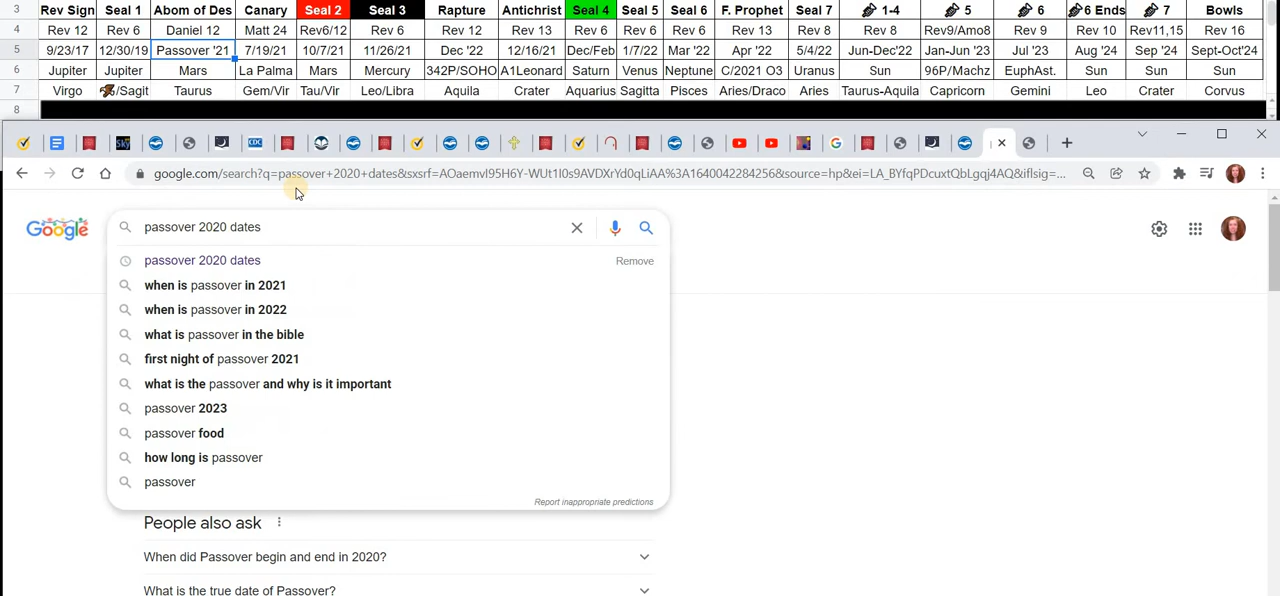 3 Rev Sign Seal 1 Abom of Des Canary Seal 2 Seal 3 Rapture Antichrist Seal 4 Seal 5 Seal 6 F. Prophet Seal 7 1-4 5 6 6 Ends 7 Bowls
4 Rev 12 Rev 6 Daniel 12 Matt 24 Rev6/12 Rev 6 Rev 12 Rev 13 Rev 6 Rev 6 Rev 6 Rev 13 Rev 8 Rev 8 Rev9/Amo8 Rev 9 Rev 10 Rev11,15 Rev 16
5 9/23/17 12/30/19 Passover '21 7/19/21 10/7/21 11/26/21 Dec '22 12/16/21 Dec/Feb 1/7/22 Mar '22 Apr '22 5/4/22 Jun-Dec'22 Jan-Jun '23 Jul '23 Aug '24 Sep '24 Sept-Oct'24
6 Jupiter Jupiter Mars La Palma Mars Mercury 342P/SOHO A1Leonard Saturn Venus Neptune C/2021 O3 Uranus Sun 96P/Machz EuphAst. Sun Sun Sun
7 Virgo /Sagit Taurus Gem/Vir Tau/Vir Leo/Libra Aquila Crater Aquarius Sagitta Pisces Aries/Draco Aries Taurus-Aquila Capricorn Gemini Leo Crater Corvus
8
Sky CDC
google.com/search?q=passover+2020+dates&sxsrf=AOaemvI95H6Y-WUt1I0s9AVDXrYd0qLiAA%3A1640042284256&source=hp&ei=LA_BYfqPDcuxtQbLgqj4AQ&iflsig=...
Google
passover 2020 dates
passover 2020 dates Remove
when is passover in 2021
when is passover in 2022
what is passover in the bible
first night of passover 2021
what is the passover and why is it important
passover 2023
passover food
how long is passover
passover
Report inappropriate predictions
People also ask
When did Passover begin and end in 2020?
What is the true date of Passover?